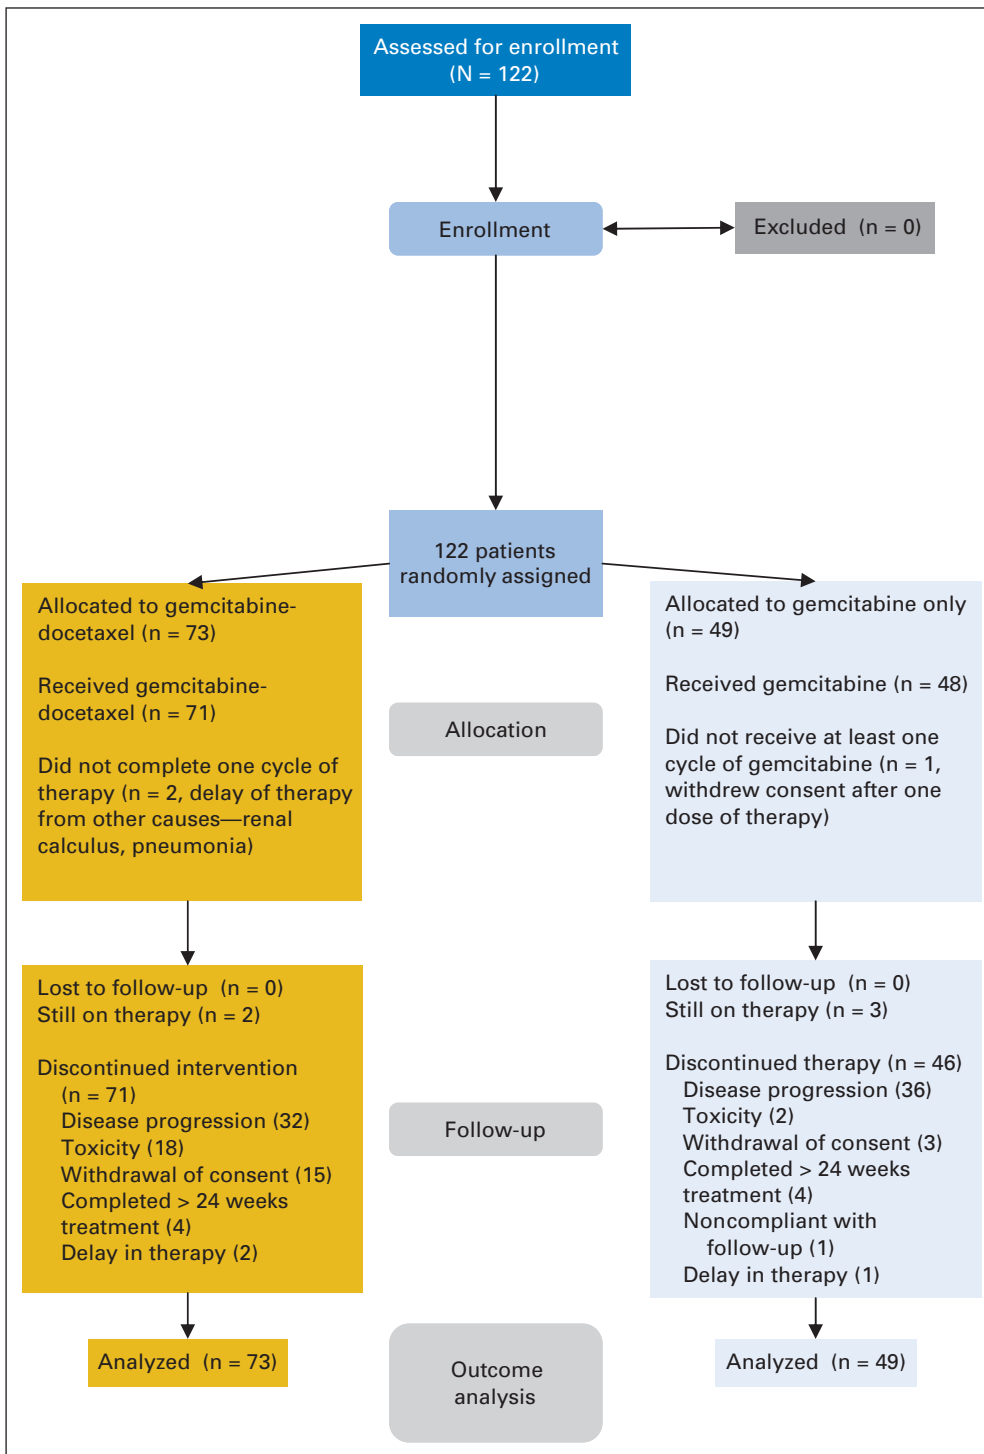 Assessed for enrollment
(N = 122)
Enrollment
Excluded (n = 0)
122 patients
randomly assigned
Allocated to gemcitabine-
docetaxel (n = 73)
Received gemcitabine-
docetaxel (n = 71)
Did not complete one cycle of
therapy (n = 2, delay of therapy
from other causes—renal
calculus, pneumonia)
Allocation
Allocated to gemcitabine only
(n = 49)
Received gemcitabine (n = 48)
Did not receive at least one
cycle of gemcitabine (n = 1,
withdrew consent after one
dose of therapy)
Lost to follow-up (n = 0)
Still on therapy (n = 2)
Discontinued intervention
(n = 71)
Disease progression (32)
Toxicity (18)
Withdrawal of consent (15)
Completed > 24 weeks
treatment (4)
Delay in therapy (2)
Follow-up
Lost to follow-up (n = 0)
Still on therapy (n = 3)
Discontinued therapy (n = 46)
Disease progression (36)
Toxicity (2)
Withdrawal of consent (3)
Completed > 24 weeks
treatment (4)
Noncompliant with
follow-up (1)
Delay in therapy (1)
Analyzed (n = 73)
Outcome
analysis
Analyzed (n = 49)